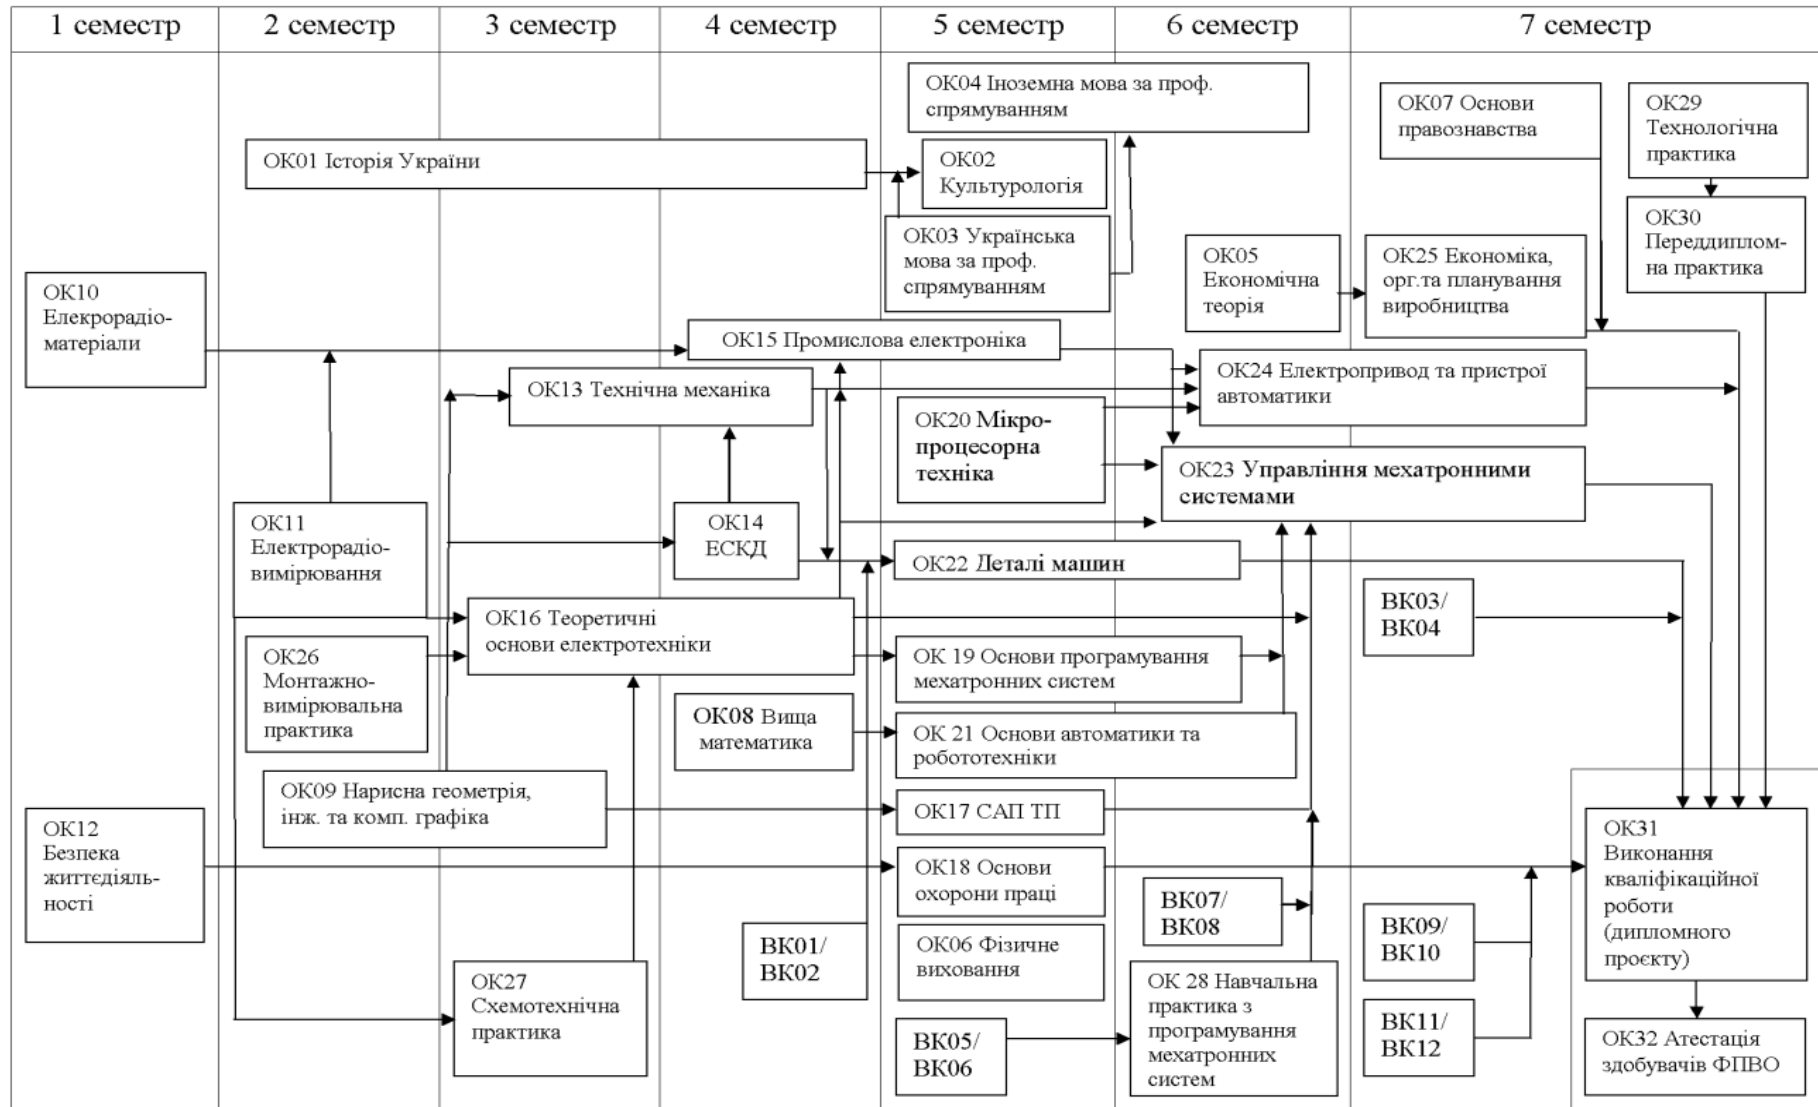 1 семестр
2 семестр
3 семестр
4 семестр
5 семестр
6 семестр
7 семестр
ОК10
Елекрорадіо-
матеріали
ОК12
Безпека
життєдіяль-
ності
ОК01 Історія України
ОК11
Електрорадіо-
вимірювання
ОК26
Монтажно-
вимірювальна
практика
ОК09 Нарисна геометрія,
інж. та комп. графіка
ОК13 Технічна механіка
ОК16 Теоретичні
основи електротехніки
ОК27
Схемотехнічна
практика
ОК15 Промислова електроніка
ОК14
ЕСКД
ОК08 Вища
математика
ВК01/
ВК02
ОК04 Іноземна мова за проф.
спрямуванням
ОК02
Культурологія
ОК03 Українська
мова за проф.
спрямуванням
ОК20 Мікро-
процесорна
техніка
ОК22 Деталі машин
ОК 19 Основи програмування
мехатронних систем
ОК 21 Основи автоматики та
робототехніки
ОК17 САП ТП
ОК18 Основи
охорони праці
ОК06 Фізичне
виховання
ВК05/
ВК06
ОК05
Економічна
теорія
ОК24 Електропривод та пристрої
автоматики
ОК23 Управління мехатронними
системами
ВК07/
ВК08
ОК 28 Навчальна
практика з
програмування
мехатронних
систем
ОК07 Основи
правознавства
ОК25 Економіка,
орг.та планування
виробництва
ВК03/
ВК04
ВК09/
ВК10
ВК11/
ВК12
ОК29
Технологічна
практика
ОК30
Переддиплом-
на практика
ОК31
Виконання
кваліфікаційної
роботи
(дипломного
проєкту)
ОК32 Атестація
здобувачів ФПВО